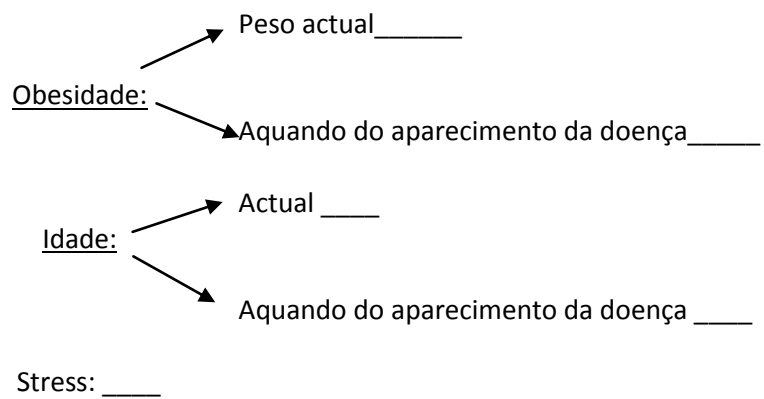 Peso actual______
Obesidade:
Aquando do aparecimento da doença_____
Actual ____
Idade:
Aquando do aparecimento da doença ____
Stress: ____